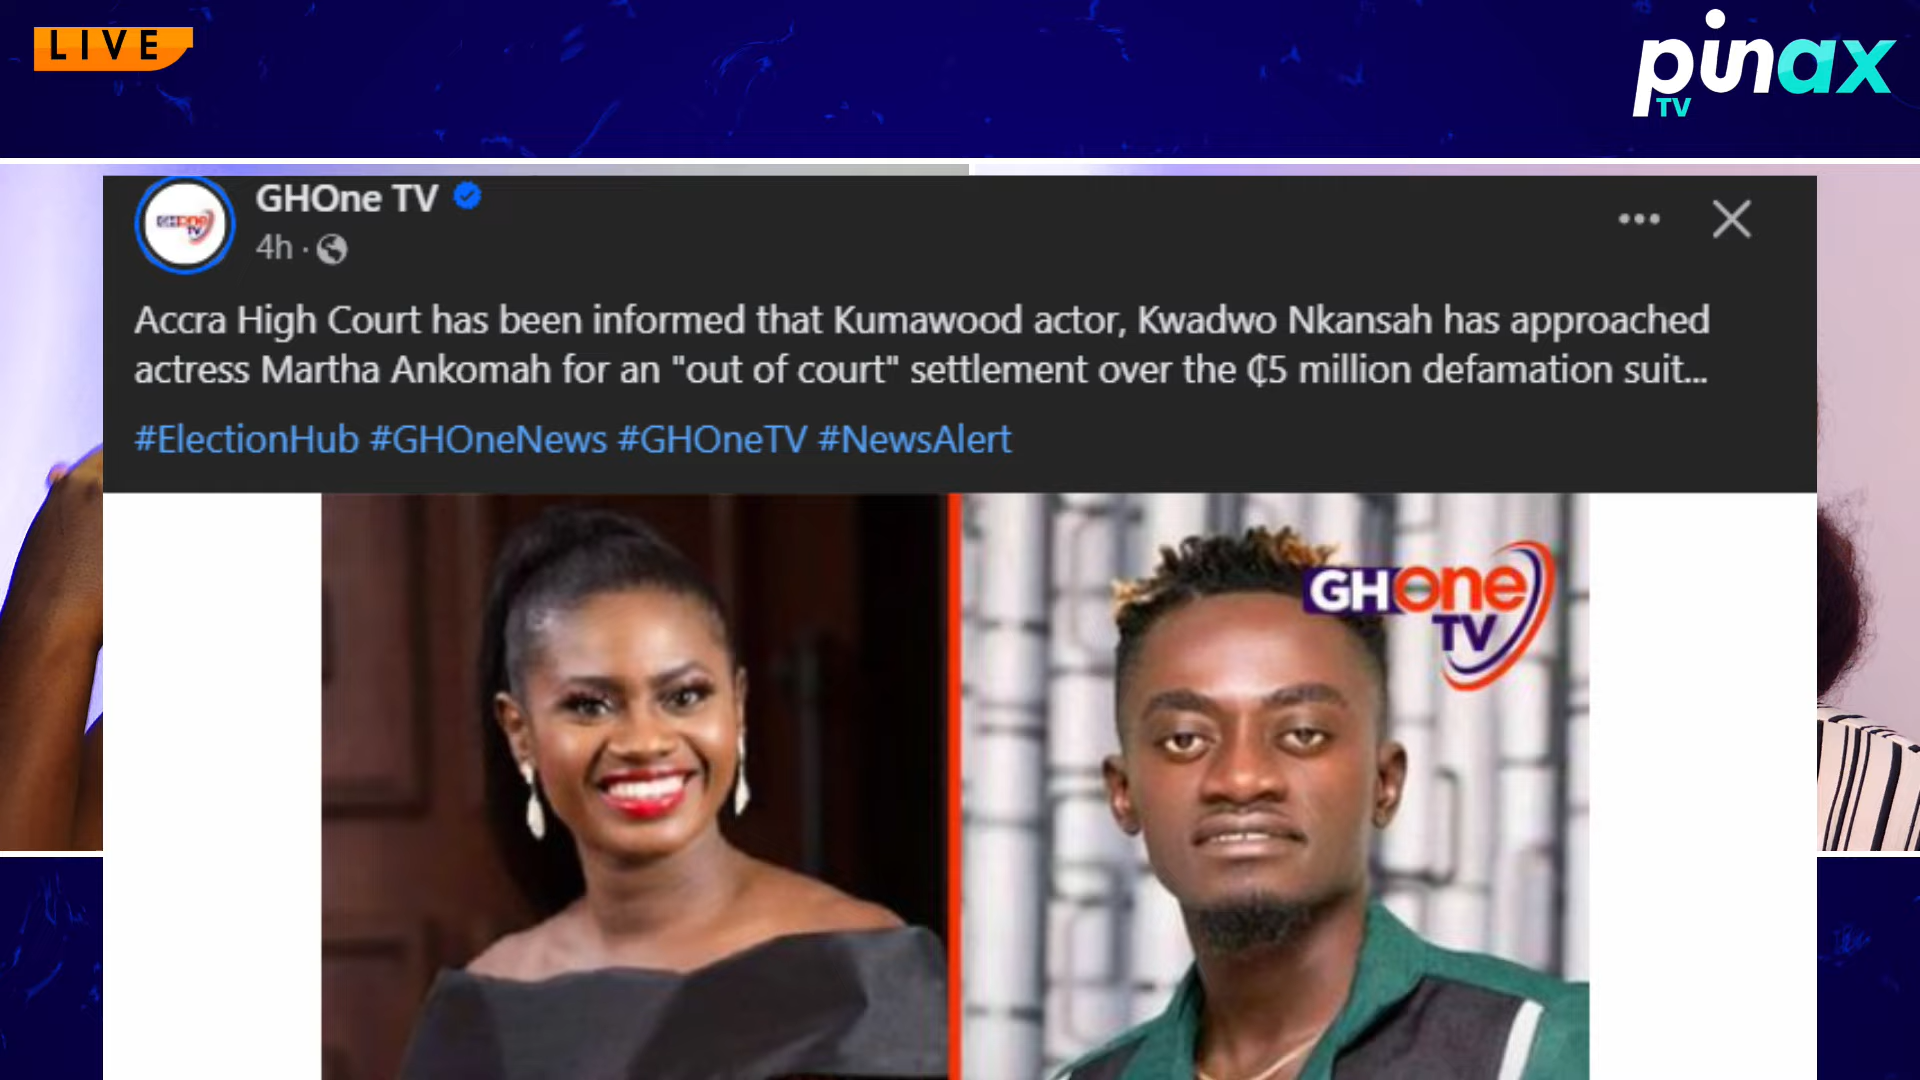 LIVE
pinax
TV
GHOne TV
4h ·
Accra High Court has been informed that Kumawood actor, Kwadwo Nkansah has approached
actress Martha Ankomah for an "out of court" settlement over the ₵5 million defamation suit...
#ElectionHub #GHOneNews #GHOneTV #NewsAlert
GHOne
TV
GHOne
TV